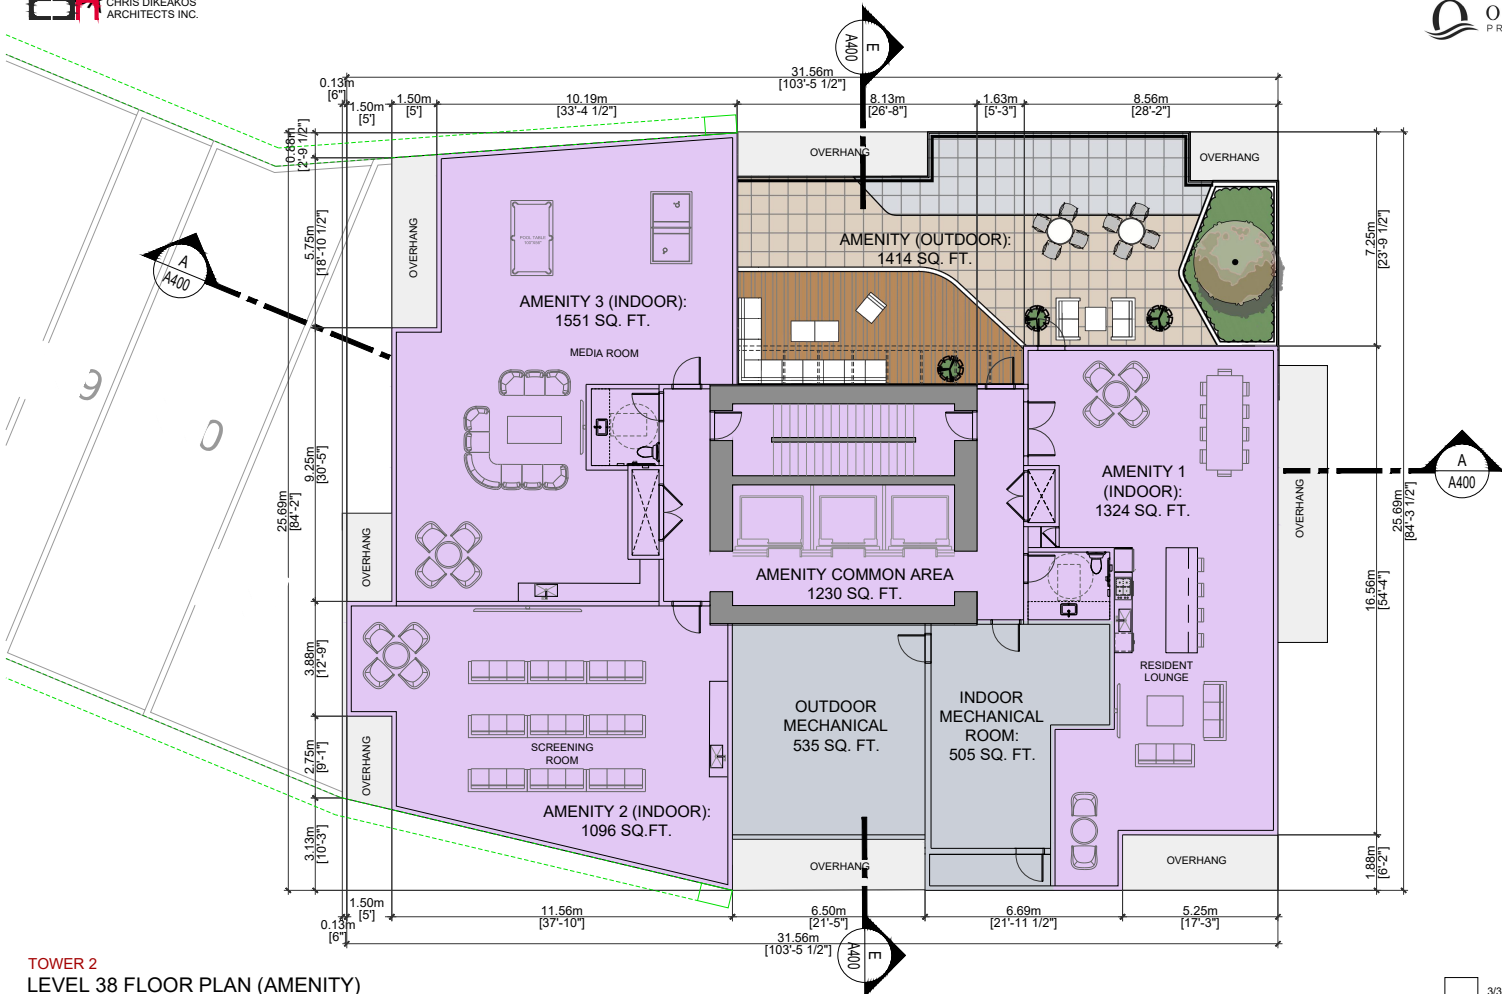 CHRIS DIKEAKOS
ARCHITECTS INC.
O
PR
A400
E
31.56m
[103'-5 1/2"]
0.13m
[6"]
1.50m
[5']
1.50m
[5']
10.19m
[33'-4 1/2"]
8.13m
[26'-8"]
1.63m
[5'-3"]
8.56m
[28'-2"]
0.88m
[2'-9 1/2"]
OVERHANG
OVERHANG
5.75m
[18'-10 1/2"]
OVERHANG
POOL TABLE
AMENITY (OUTDOOR):
1414 SQ. FT.
7.25m
[23'-9 1/2"]
A
A400
AMENITY 3 (INDOOR):
1551 SQ. FT.
MEDIA ROOM
9.25m
[30'-5"]
25.69m
[84'-2"]
AMENITY 1
(INDOOR):
1324 SQ. FT.
A
A400
OVERHANG
25.69m
[84'-3 1/2"]
OVERHANG
AMENITY COMMON AREA
1230 SQ. FT.
16.56m
[54'-4"]
3.88m
[12'-9"]
RESIDENT
LOUNGE
OUTDOOR
MECHANICAL
535 SQ. FT.
INDOOR
MECHANICAL
ROOM:
505 SQ. FT.
2.75m
[9'-1"]
OVERHANG
SCREENING
ROOM
AMENITY 2 (INDOOR):
1096 SQ.FT.
3.13m
[10'-3"]
OVERHANG
OVERHANG
1.88m
[6'-2"]
1.50m
[5']
0.13m
[6"]
11.56m
[37'-10"]
6.50m
[21'-5"]
6.69m
[21'-11 1/2"]
5.25m
[17'-3"]
31.56m
[103'-5 1/2"]
A400
E
TOWER 2
LEVEL 38 FLOOR PLAN (AMENITY)
3/3